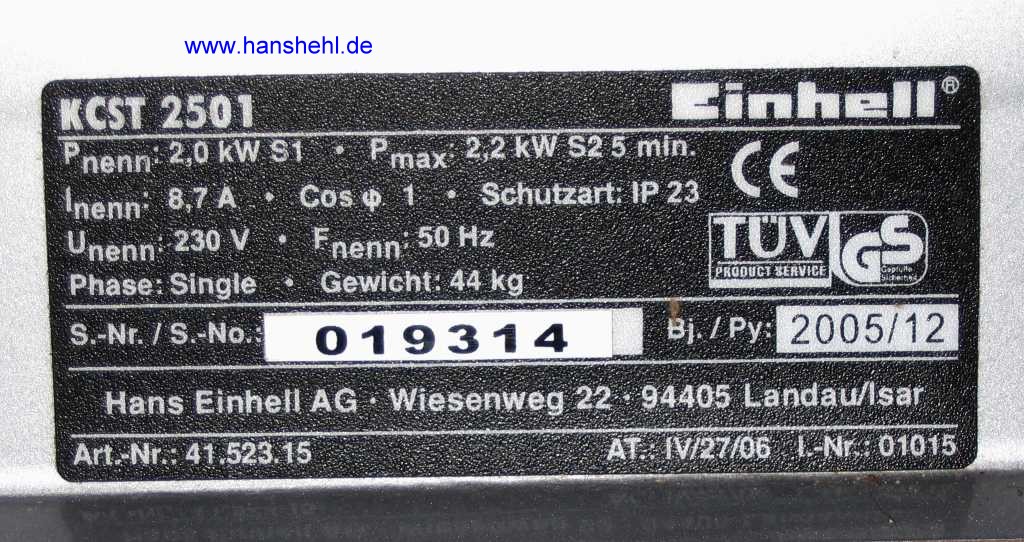 www.hanshehl.de
KCST 2501 Einhell®
Pnenn: 2,0 kW S1 • Pmax: 2,2 kW S2 5 min.
CE
Inenn: 8,7 A • Cos φ 1 • Schutzart: IP 23
Unenn: 230 V • Fnenn: 50 Hz
TÜV
PRODUCT SERVICE
GS
Geprüfte
Sicherheit
Phase: Single • Gewicht: 44 kg
S.-Nr. / S.-No.: 019314 Bj. / Py: 2005/12
Hans Einhell AG · Wiesenweg 22 · 94405 Landau/Isar
Art.-Nr.: 41.523.15 AT.: IV/27/06 I.-Nr.: 01015